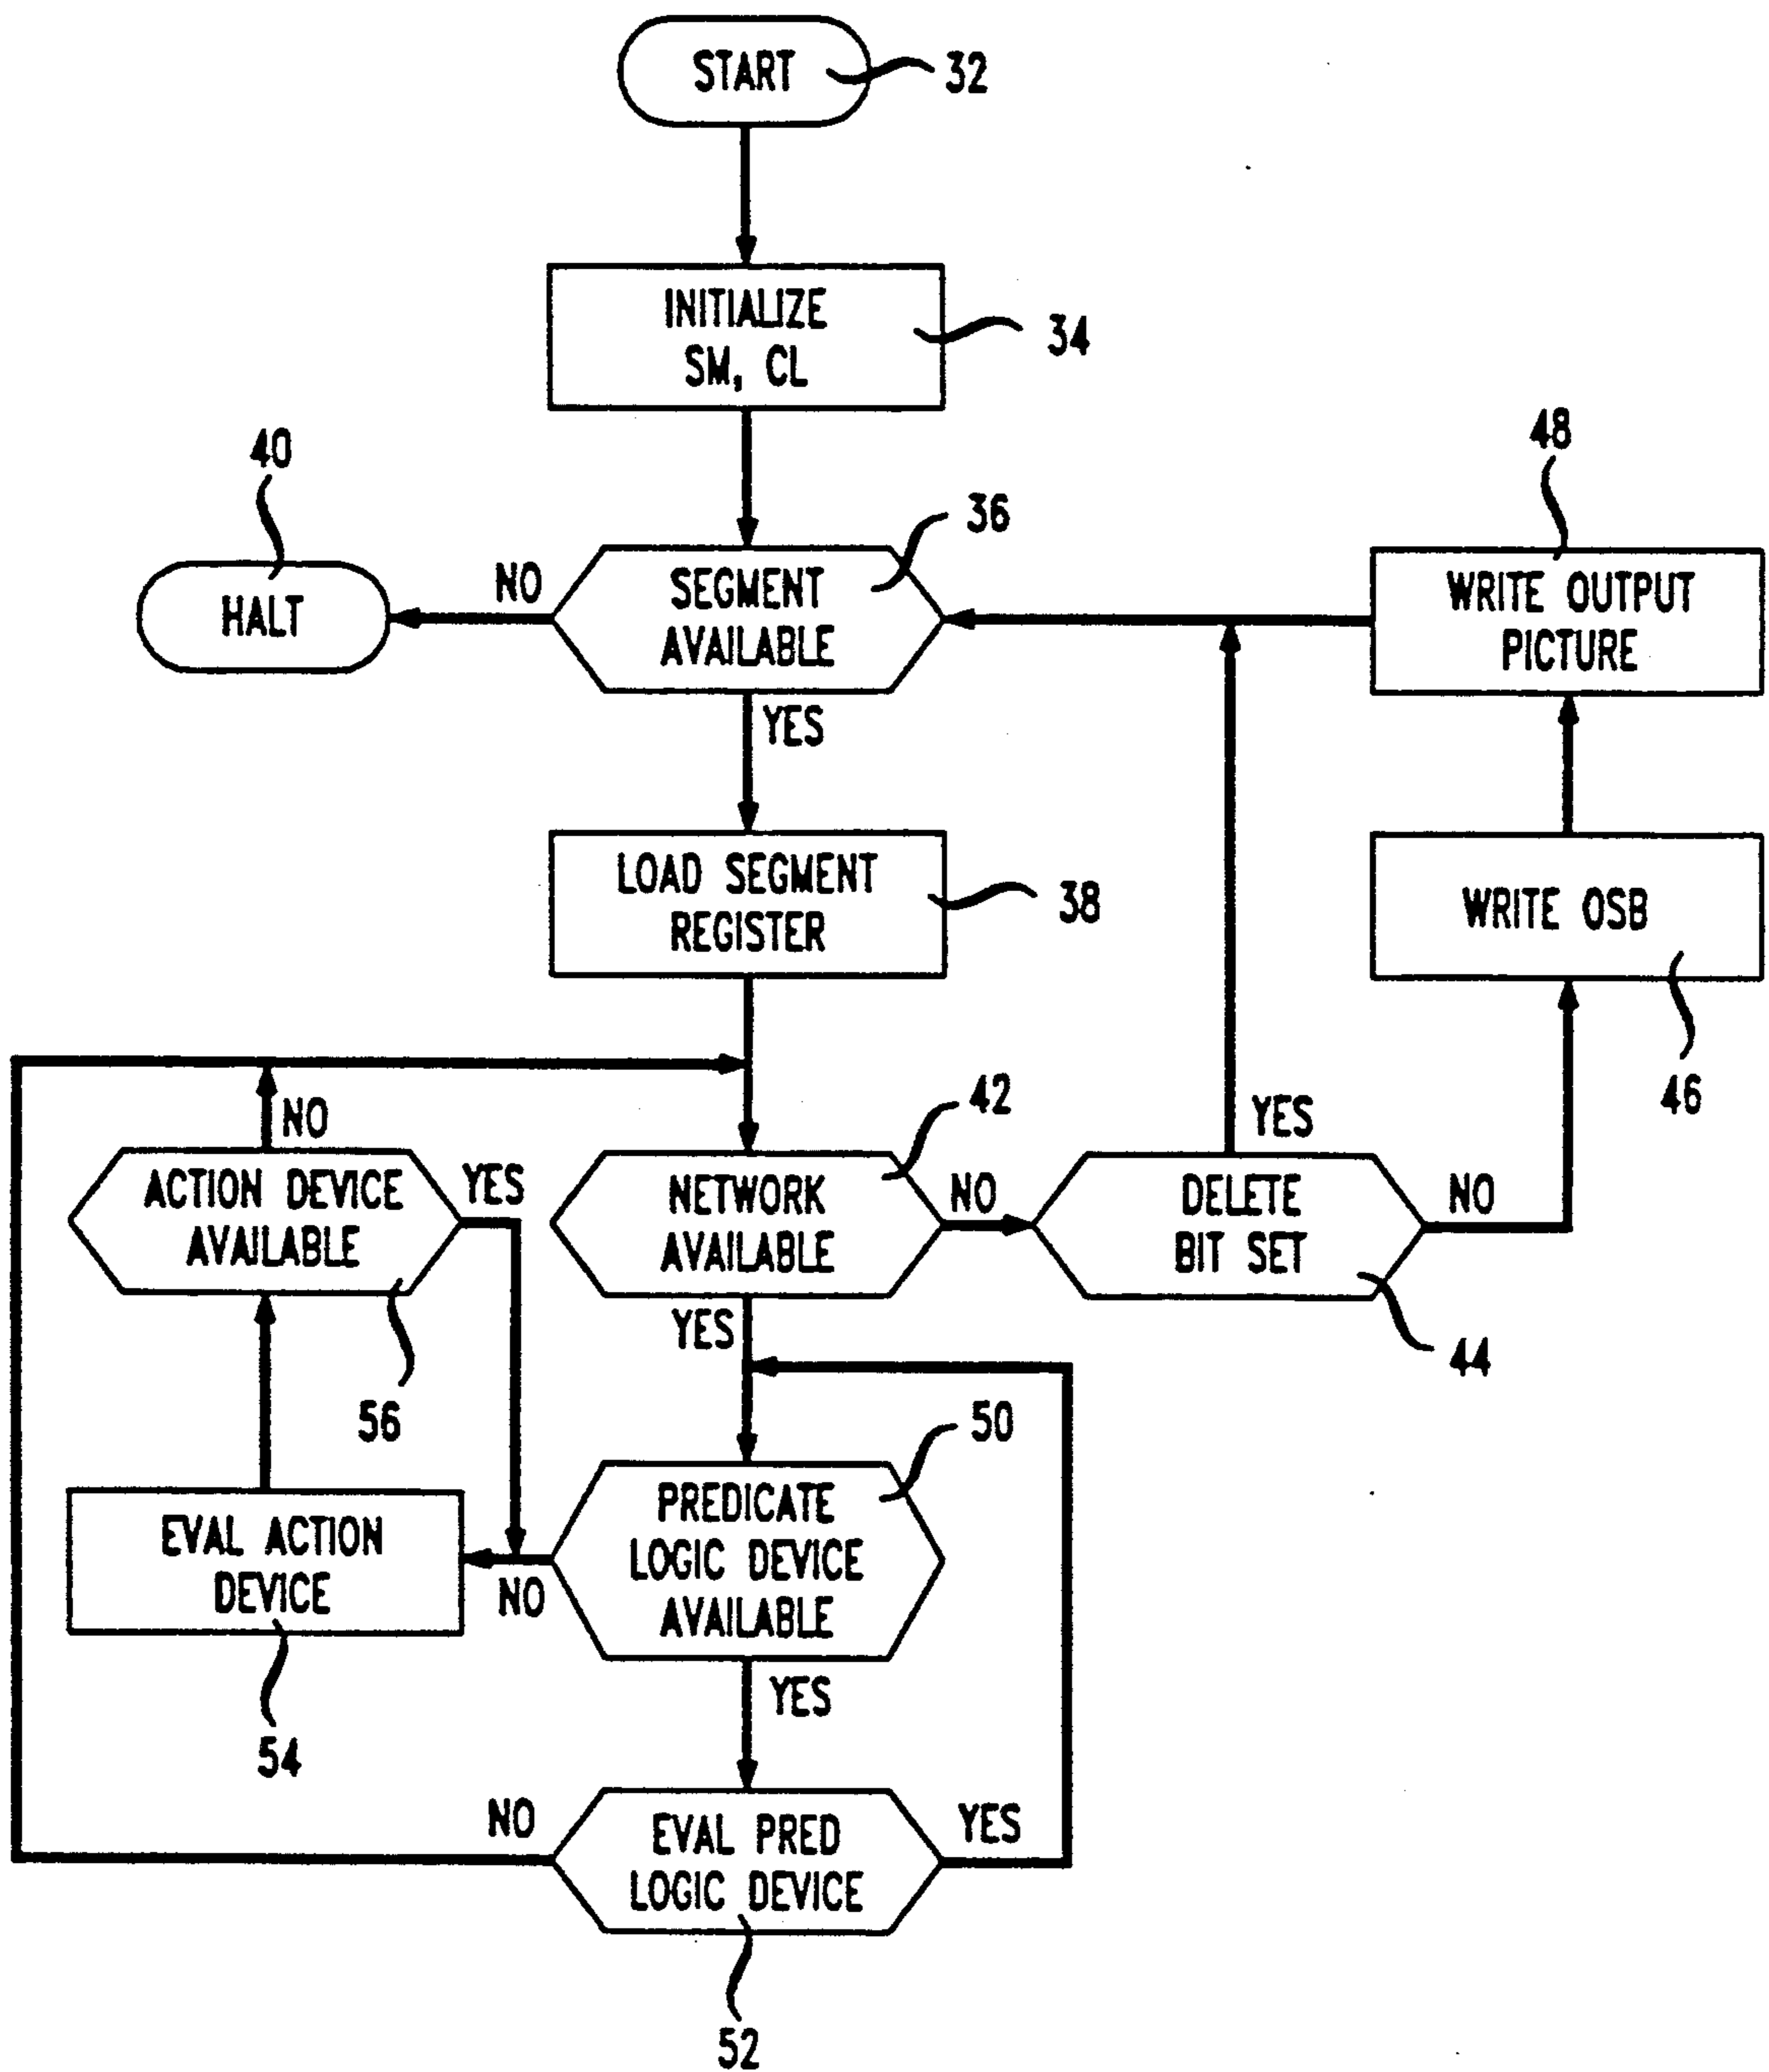 START
32
INITIALIZE
SM, CL
34
40
48
36
HALT
NO
SEGMENT
AVAILABLE
WRITE OUTPUT
PICTURE
YES
LOAD SEGMENT
REGISTER
38
WRITE OSB
46
NO
42
YES
ACTION DEVICE
AVAILABLE
YES
NETWORK
AVAILABLE
NO
DELETE
BIT SET
NO
YES
44
56
50
EVAL ACTION
DEVICE
NO
PREDICATE
LOGIC DEVICE
AVAILABLE
YES
54
NO
EVAL PRED
LOGIC DEVICE
YES
52